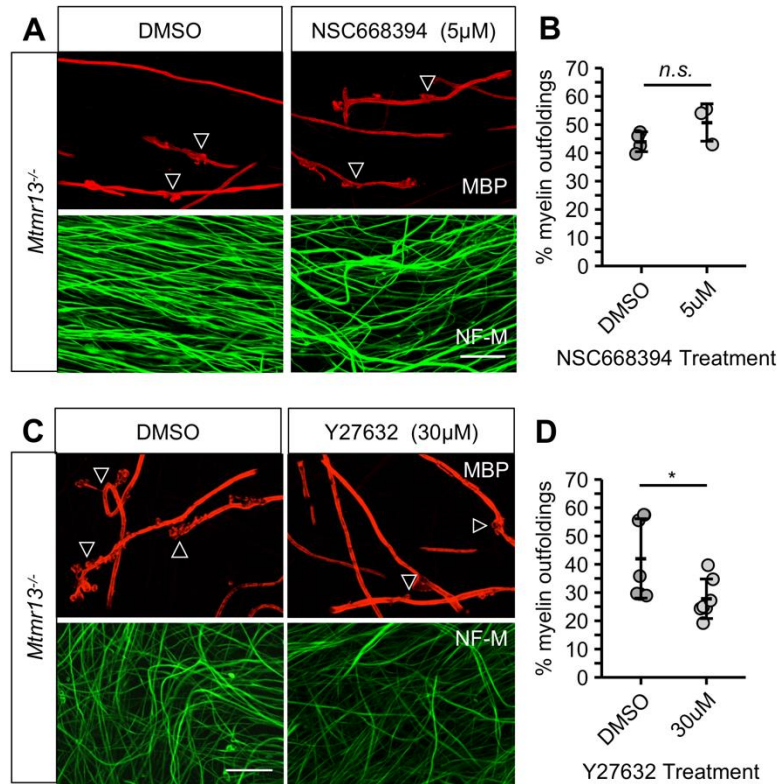 A
DMSO
NSC668394 (5µM)
Mtmr13-/-
MBP
NF-M
B
n.s.
% myelin outfoldings
70
60
50
40
30
20
10
0
DMSO
5uM
NSC668394 Treatment
C
DMSO
Y27632 (30µM)
Mtmr13-/-
MBP
NF-M
D
*
% myelin outfoldings
70
60
50
40
30
20
10
0
DMSO
30uM
Y27632 Treatment